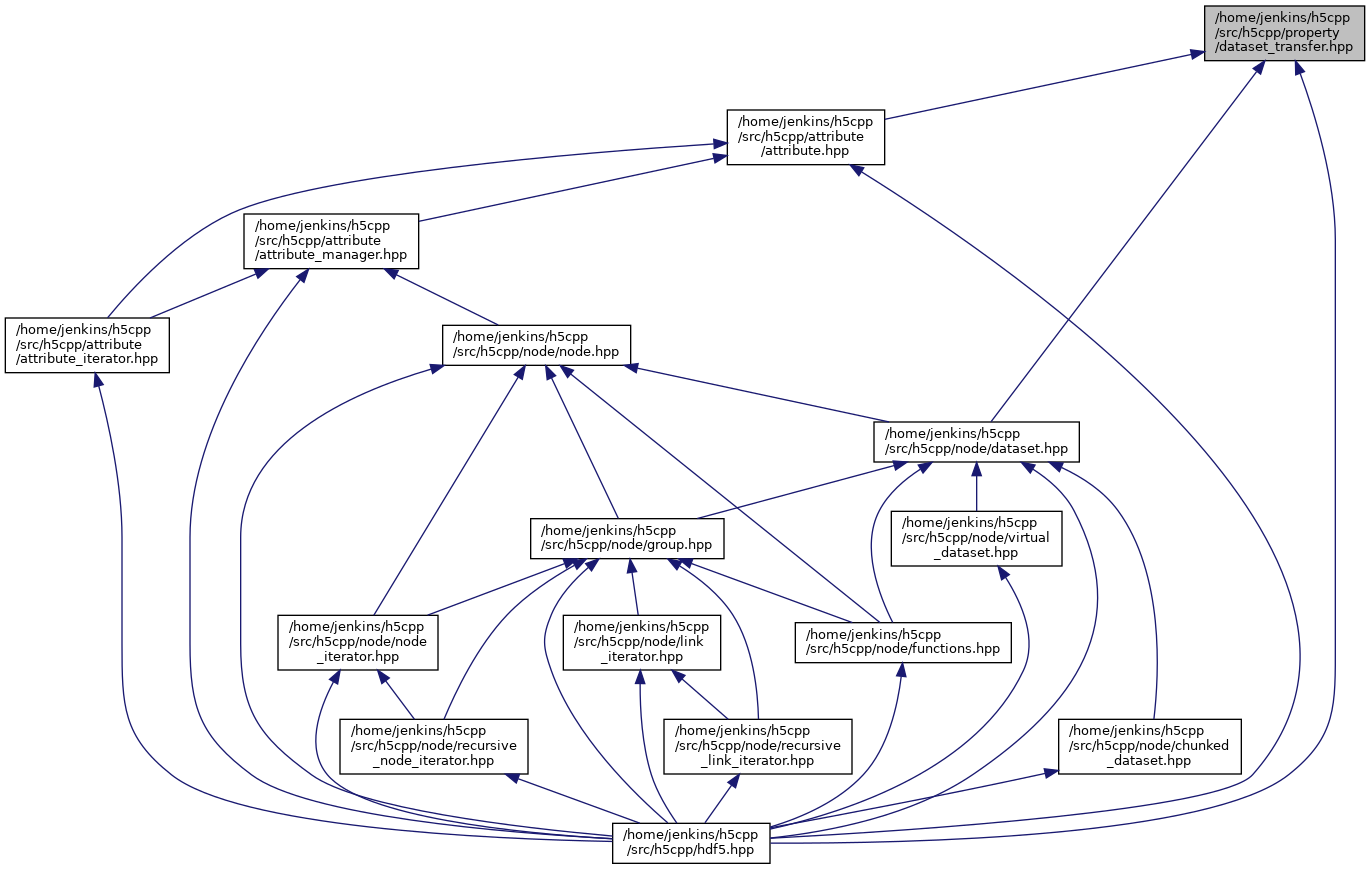 /home/jenkins/h5cpp
/src/h5cpp/property
/dataset_transfer.hpp
/home/jenkins/h5cpp
/src/h5cpp/attribute
/attribute.hpp
/home/jenkins/h5cpp
/src/h5cpp/attribute
/attribute_manager.hpp
/home/jenkins/h5cpp
/src/h5cpp/attribute
/attribute_iterator.hpp
/home/jenkins/h5cpp
/src/h5cpp/node/node.hpp
/home/jenkins/h5cpp
/src/h5cpp/node/dataset.hpp
/home/jenkins/h5cpp
/src/h5cpp/node/group.hpp
/home/jenkins/h5cpp
/src/h5cpp/node/virtual
_dataset.hpp
/home/jenkins/h5cpp
/src/h5cpp/node/node
_iterator.hpp
/home/jenkins/h5cpp
/src/h5cpp/node/link
_iterator.hpp
/home/jenkins/h5cpp
/src/h5cpp/node/functions.hpp
/home/jenkins/h5cpp
/src/h5cpp/node/recursive
_node_iterator.hpp
/home/jenkins/h5cpp
/src/h5cpp/node/recursive
_link_iterator.hpp
/home/jenkins/h5cpp
/src/h5cpp/node/chunked
_dataset.hpp
/home/jenkins/h5cpp
/src/h5cpp/hdf5.hpp